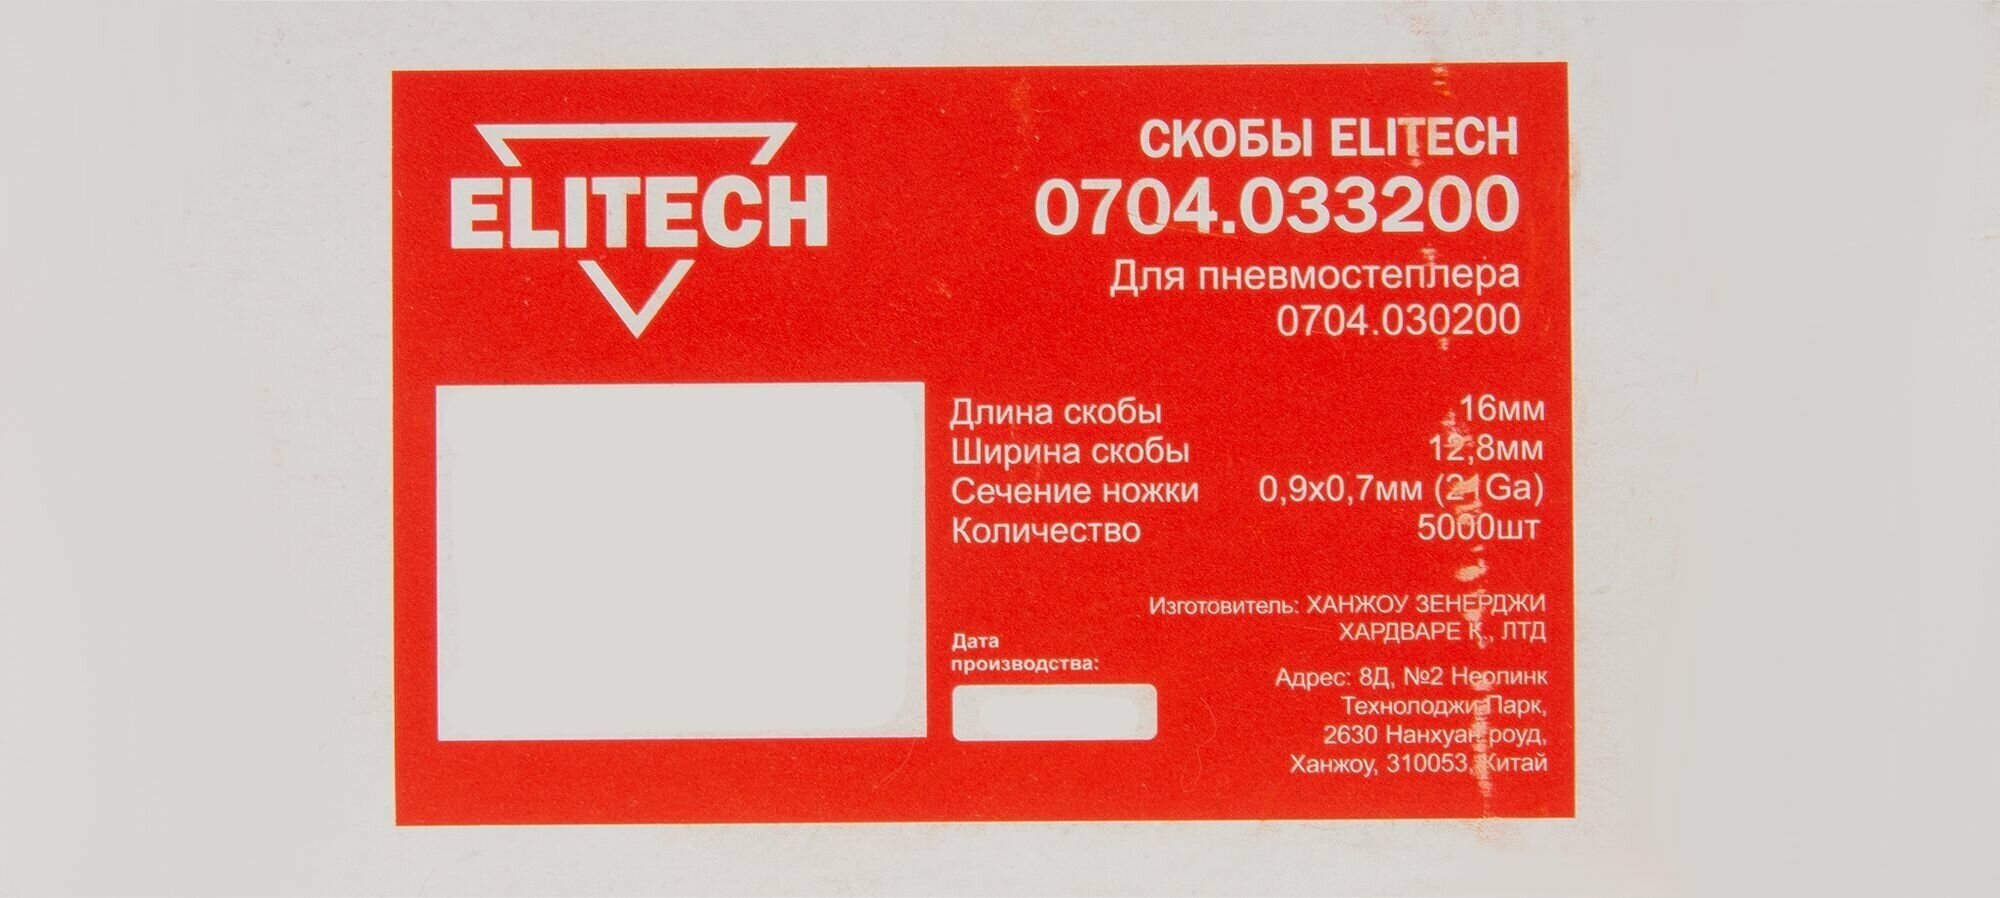 ELITECH
СКОБЫ ELITECH
0704.033200
Для пневмостеплера
0704.030200
Длина скобы 16мм
Ширина скобы 12,8мм
Сечение ножки 0,9х0,7мм (21Ga)
Количество 5000шт
Изготовитель: ХАНЖОУ ЗЕНЕРДЖИ
ХАРДВАРЕ К., ЛТД
Дата
производства:
Адрес: 8Д, №2 Неолинк
Технолоджи Парк,
2630 Нанхуан роуд,
Ханжоу, 310053, Китай